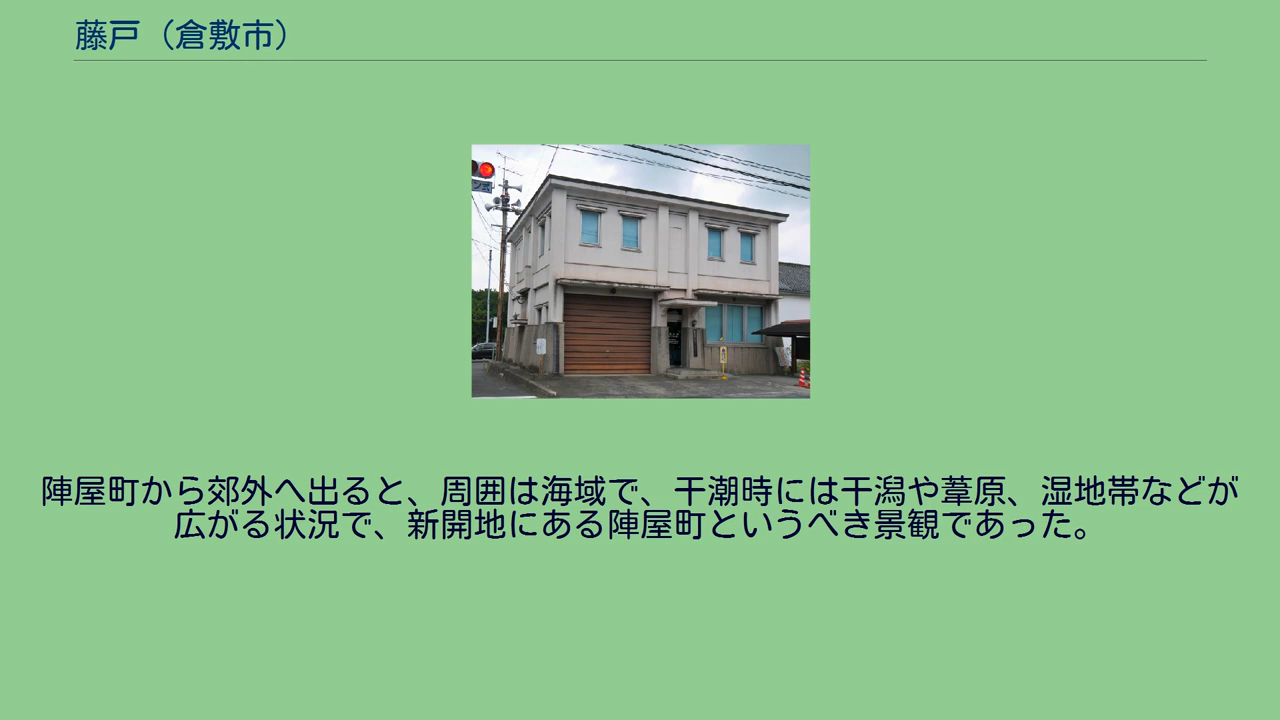 藤戸（倉敷市）
ン式
陣屋町から郊外へ出ると、周囲は海域で、干潮時には干潟や葦原、湿地帯などが
広がる状況で、新開地にある陣屋町というべき景観であった。